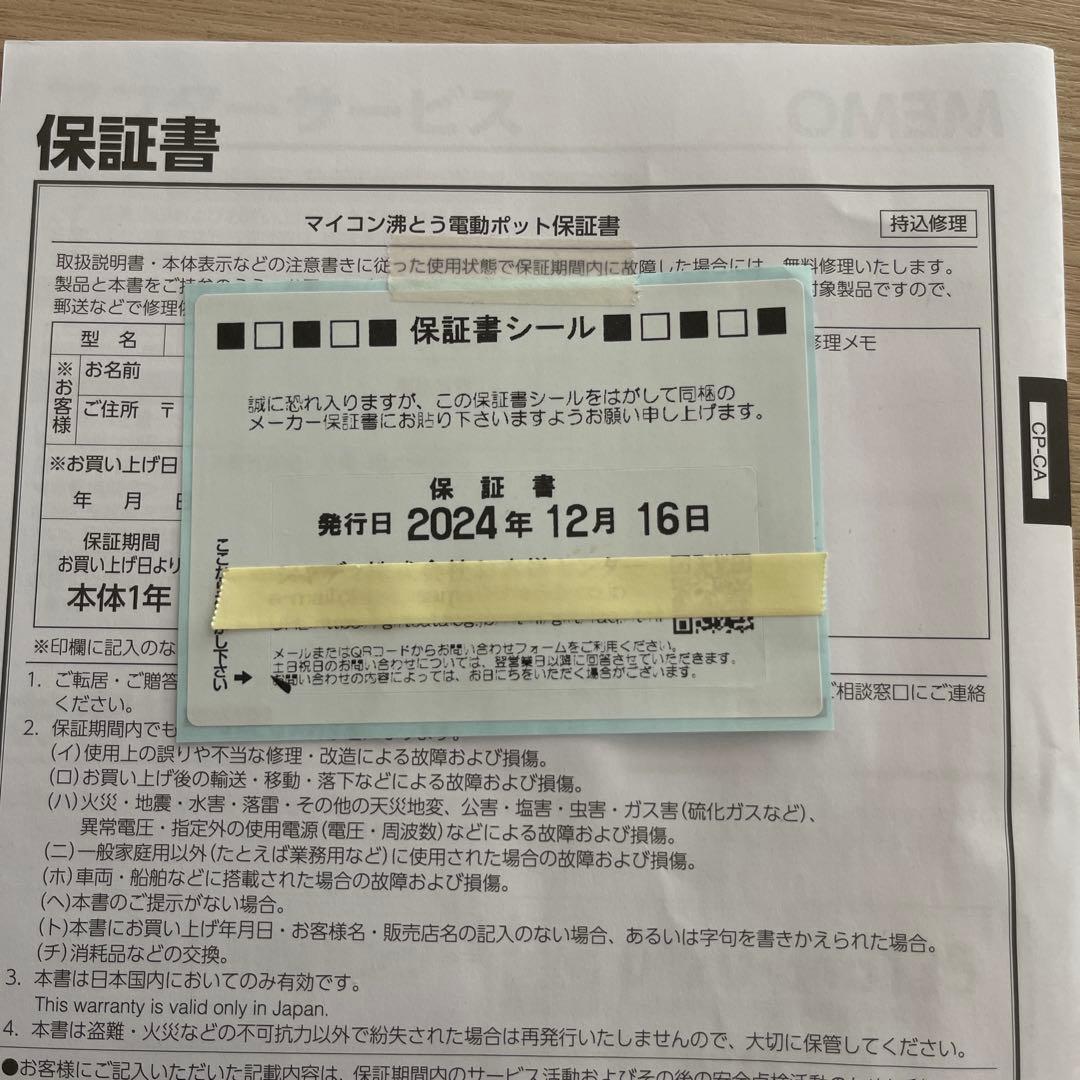 保証書
マイコン沸とう電動ポット保証書
持込修理
取扱説明書・本体表示などの注意書きに従った使用状態で保証期間内に故障した場合には、無料修理いたします。
製品と本書をご持参のうえ
対象製品ですので、
郵送などで修理
型 名
修理メモ
※お客様
お名前
ご住所 〒
※お買い上げ日
年 月
保証期間
お買い上げ日より
本体1年
※印欄に記入のな
■□■□■ 保証書シール ■□■□■
誠に恐れ入りますが、この保証書シールをはがして同梱の
メーカー保証書にお貼り下さいますようお願い申し上げます。
保 証 書
発行日 2024年 12月 16日
メールまたはQRコードからお問い合わせフォームをご利用ください。
土日祝日のお問い合わせについては、翌営業日以降に回答させていただきます。
お問い合わせの内容によっては、お日にちをいただく場合がございます。
CP-CA
1. ご転居・ご贈答
ご相談窓口にご連絡
ください。
2. 保証期間内でも
(イ)使用上の誤りや不当な修理・改造による故障および損傷。
(ロ)お買い上げ後の輸送・移動・落下などによる故障および損傷。
(ハ)火災・地震・水害・落雷・その他の天災地変、公害・塩害・虫害・ガス害(硫化ガスなど)、
異常電圧・指定外の使用電源(電圧・周波数)などによる故障および損傷。
(ニ)一般家庭用以外(たとえば業務用など)に使用された場合の故障および損傷。
(ホ)車両・船舶などに搭載された場合の故障および損傷。
(ヘ)本書のご提示がない場合。
(ト)本書にお買い上げ年月日・お客様名・販売店名の記入のない場合、あるいは字句を書きかえられた場合。
(チ)消耗品などの交換。
3. 本書は日本国内においてのみ有効です。
This warranty is valid only in Japan.
4. 本書は盗難・火災などの不可抗力以外で紛失された場合は再発行いたしませんので、大切に保管してください。
●お客様にご記入いただいた記載内容は、保証期間内のサービス活動およびその後の安全点検活動のため